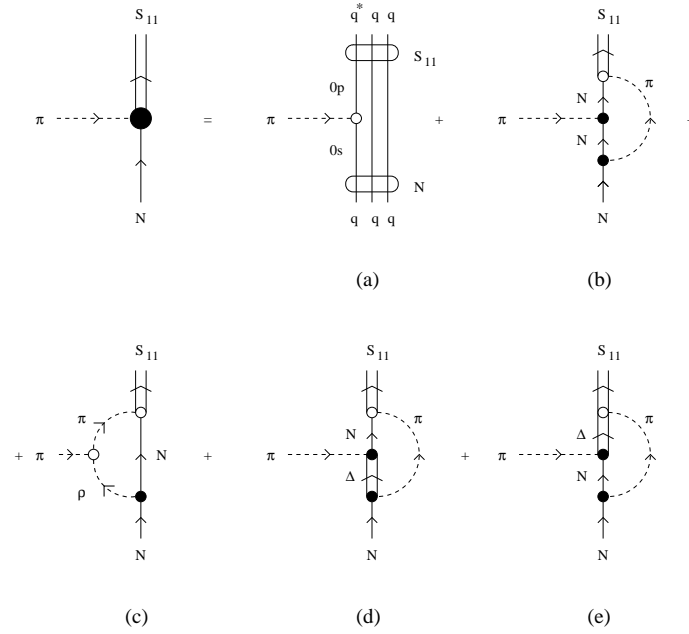 S₁₁ q* q q S₁₁
S₁₁
0p π
N
π = π + π +
0s N
N
N q q q N
(a) (b)
S₁₁ S₁₁ S₁₁
π N π Δ π
+ π N + π + π
ρ Δ N
N N N
(c) (d) (e)